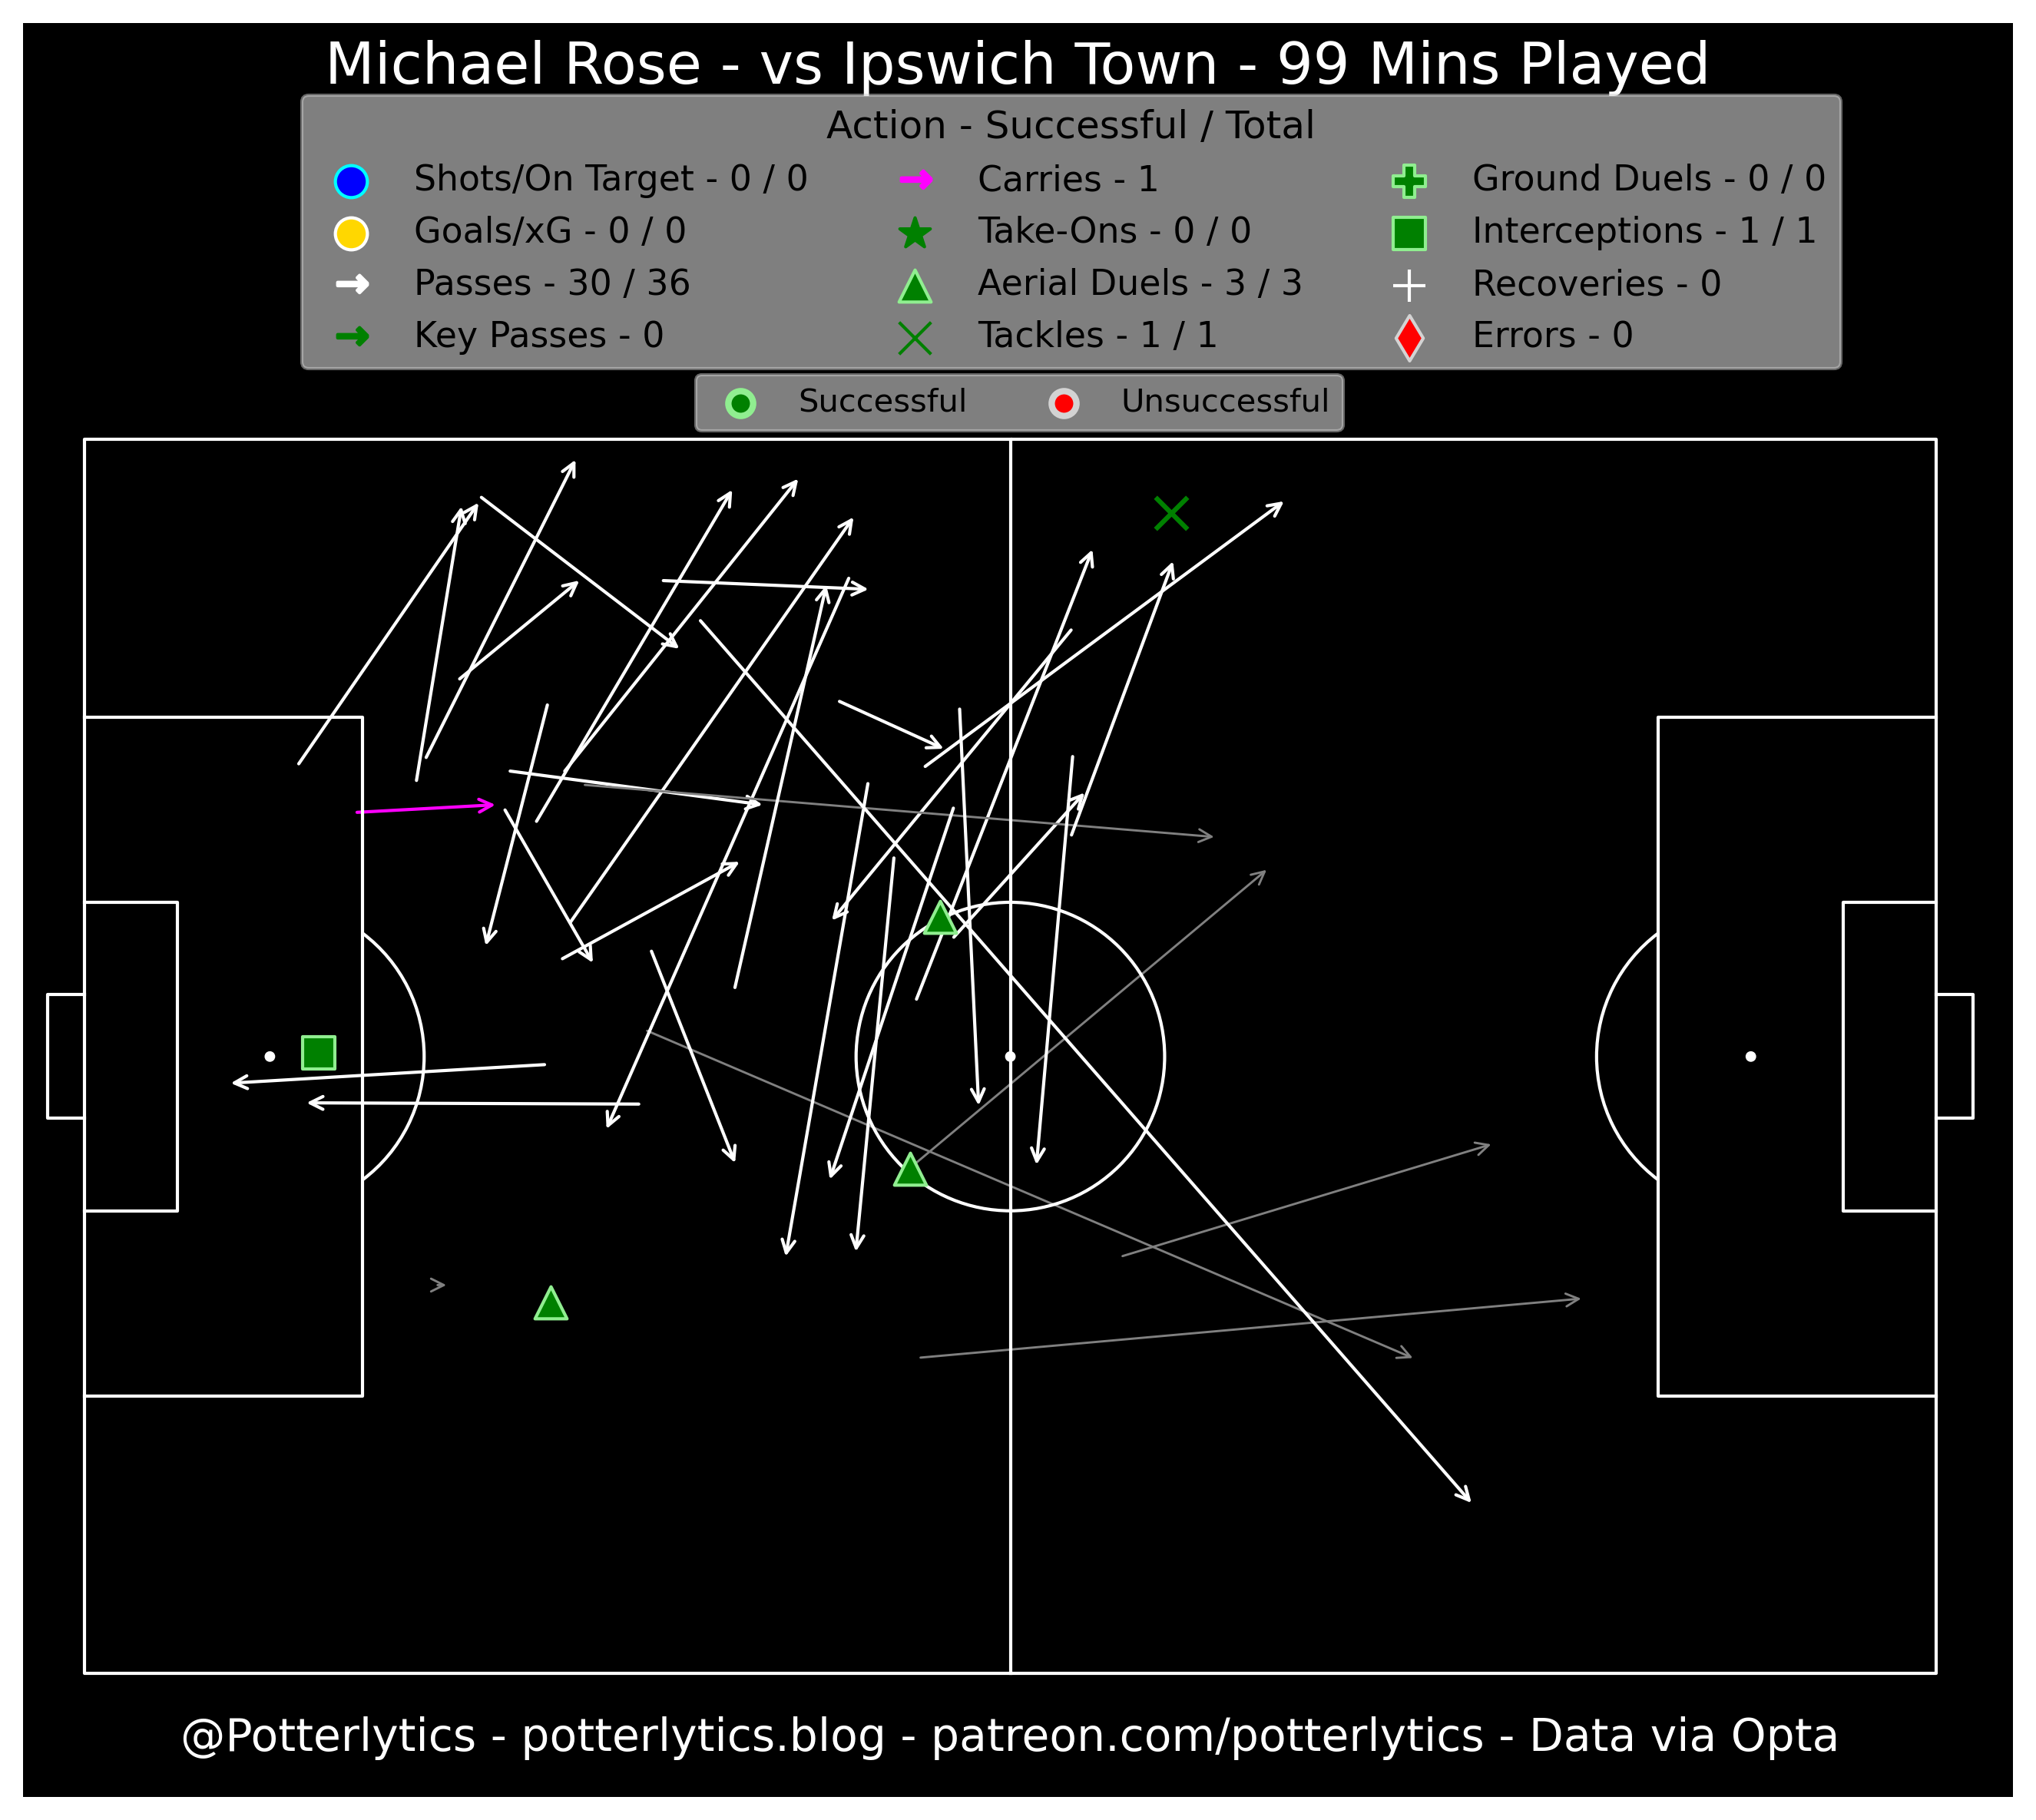 Michael Rose - vs Ipswich Town - 99 Mins Played
Action - Successful / Total
Shots/On Target - 0 / 0
Goals/xG - 0 / 0
Passes - 30 / 36
Key Passes - 0
Carries - 1
Take-Ons - 0 / 0
Aerial Duels - 3 / 3
Tackles - 1 / 1
Ground Duels - 0 / 0
Interceptions - 1 / 1
Recoveries - 0
Errors - 0
Successful
Unsuccessful
@Potterlytics - potterlytics.blog - patreon.com/potterlytics - Data via Opta